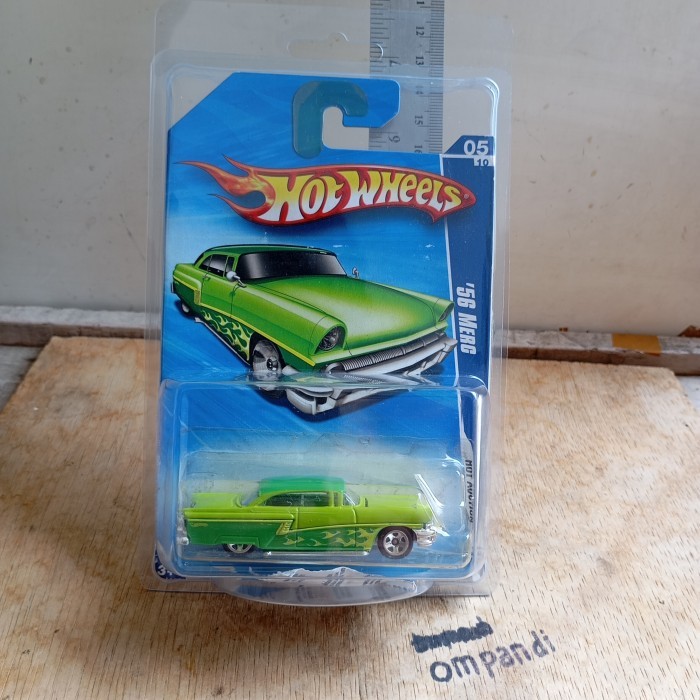 05
10
HOT WHEELS
'56 MERC
HOT AUCTION
ompandi